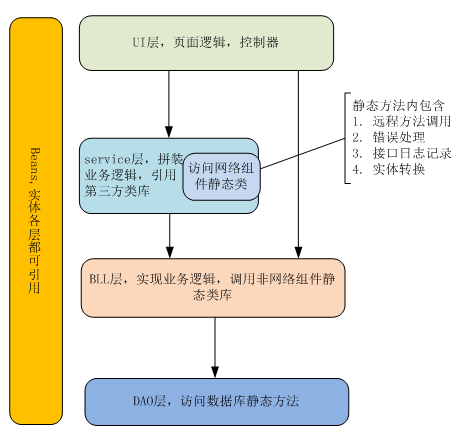 UI层，页面逻辑，控制器
静态方法内包含
1. 远程方法调用
2. 错误处理
3. 接口日志记录
4. 实体转换
service层，拼装
业务逻辑，引用
第三方类库
访问网络组
件静态类
Beans,实体各层都可引用
BLL层，实现业务逻辑，调用非网络组件静
态类库
DAO层，访问数据库静态方法